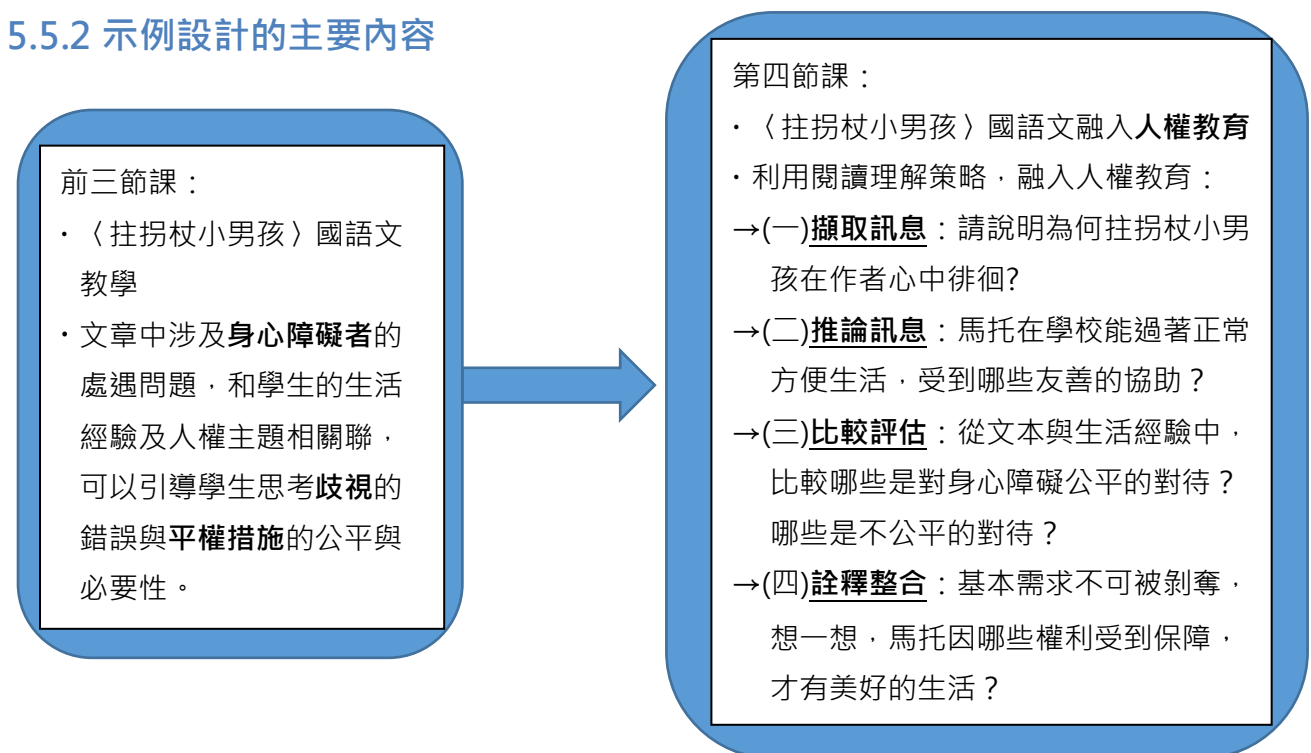 5.5.2 示例設計的主要內容
前三節課：
・〈拄拐杖小男孩〉國語文
教學
・文章中涉及身心障礙者的
處遇問題，和學生的生活
經驗及人權主題相關聯，
可以引導學生思考歧視的
錯誤與平權措施的公平與
必要性。
第四節課：
・〈拄拐杖小男孩〉國語文融入人權教育
・利用閱讀理解策略，融入人權教育：
→(一)擷取訊息：請說明為何拄拐杖小男
孩在作者心中徘徊?
→(二)推論訊息：馬托在學校能過著正常
方便生活，受到哪些友善的協助？
→(三)比較評估：從文本與生活經驗中，
比較哪些是對身心障礙公平的對待？
哪些是不公平的對待？
→(四)詮釋整合：基本需求不可被剝奪，
想一想，馬托因哪些權利受到保障，
才有美好的生活？